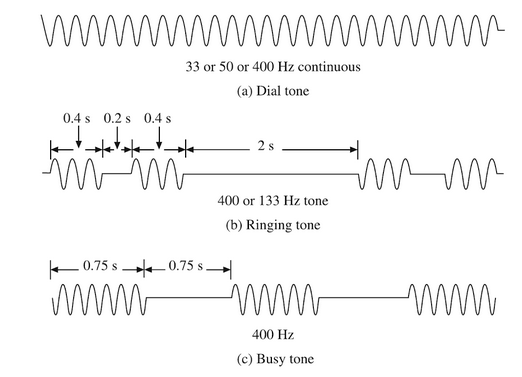 33 or 50 or 400 Hz continuous
(a) Dial tone
0.4 s 0.2 s 0.4 s
2 s
400 or 133 Hz tone
(b) Ringing tone
0.75 s 0.75 s
400 Hz
(c) Busy tone